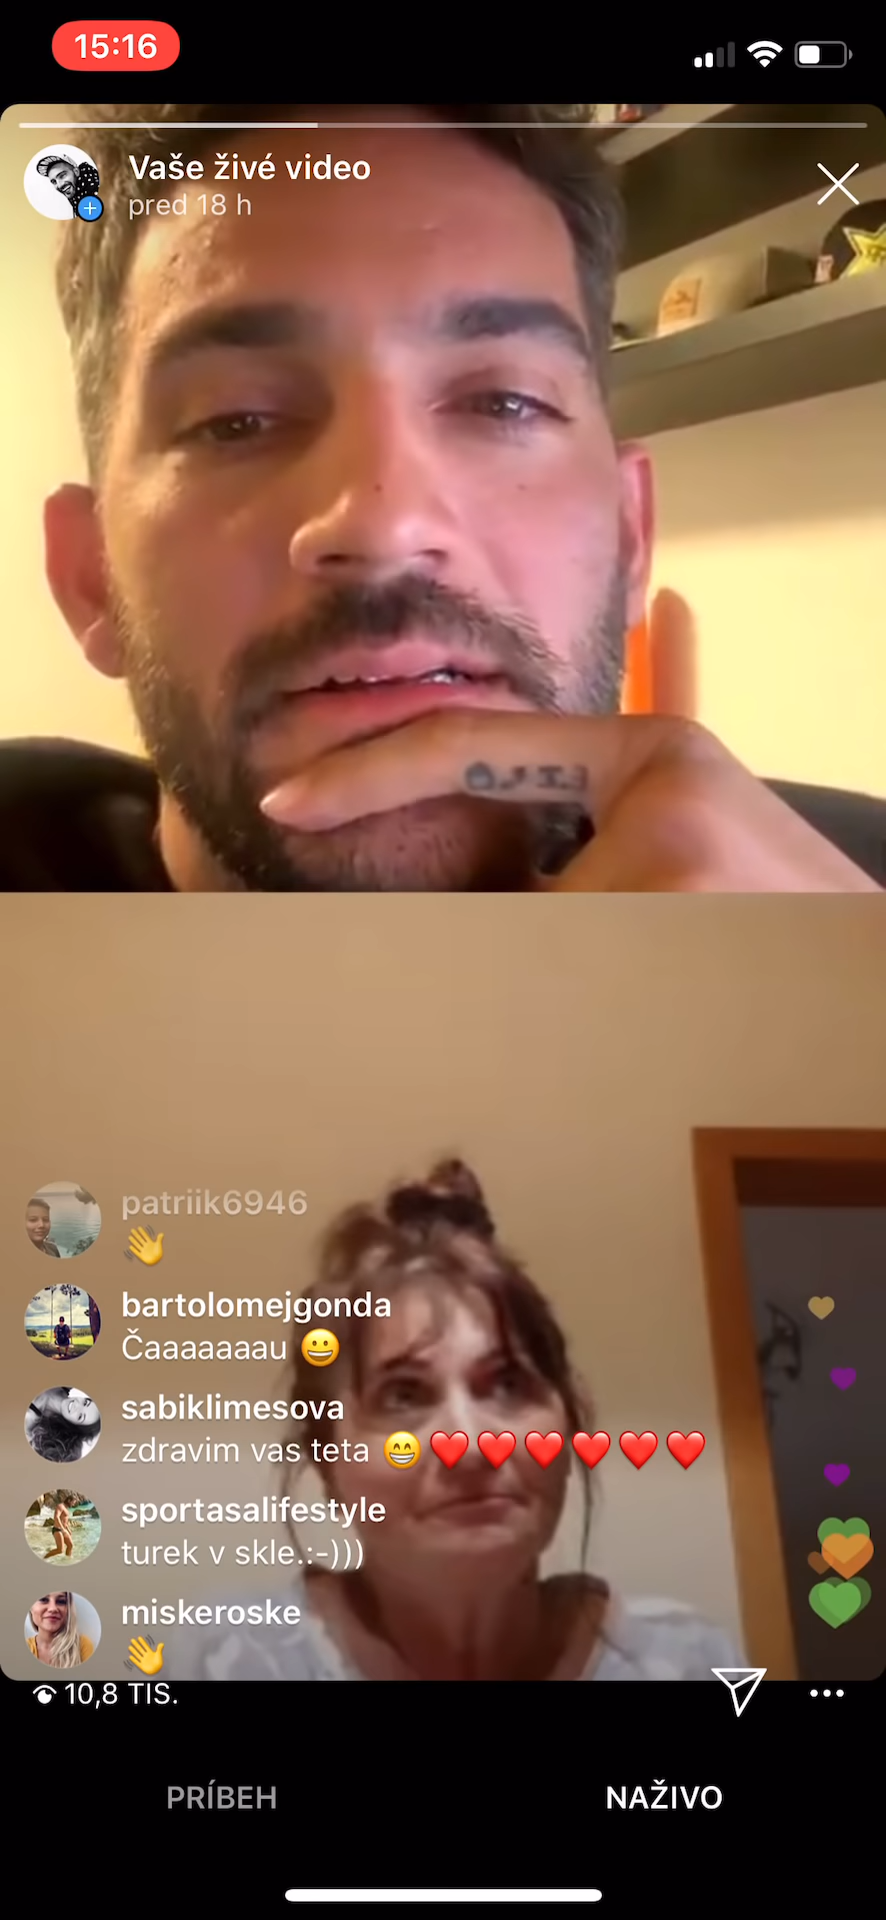 15:16
Vaše živé video
pred 18 h
patriik6946
👋
bartolomejgonda
Čaaaaaaau 😀
sabiklimesova
zdravim vas teta 😁❤️❤️❤️❤️❤️❤️
sportasalifestyle
turek v skle.:-)))
miskeroske
👋
10,8 TIS.
PRÍBEH
NAŽIVO